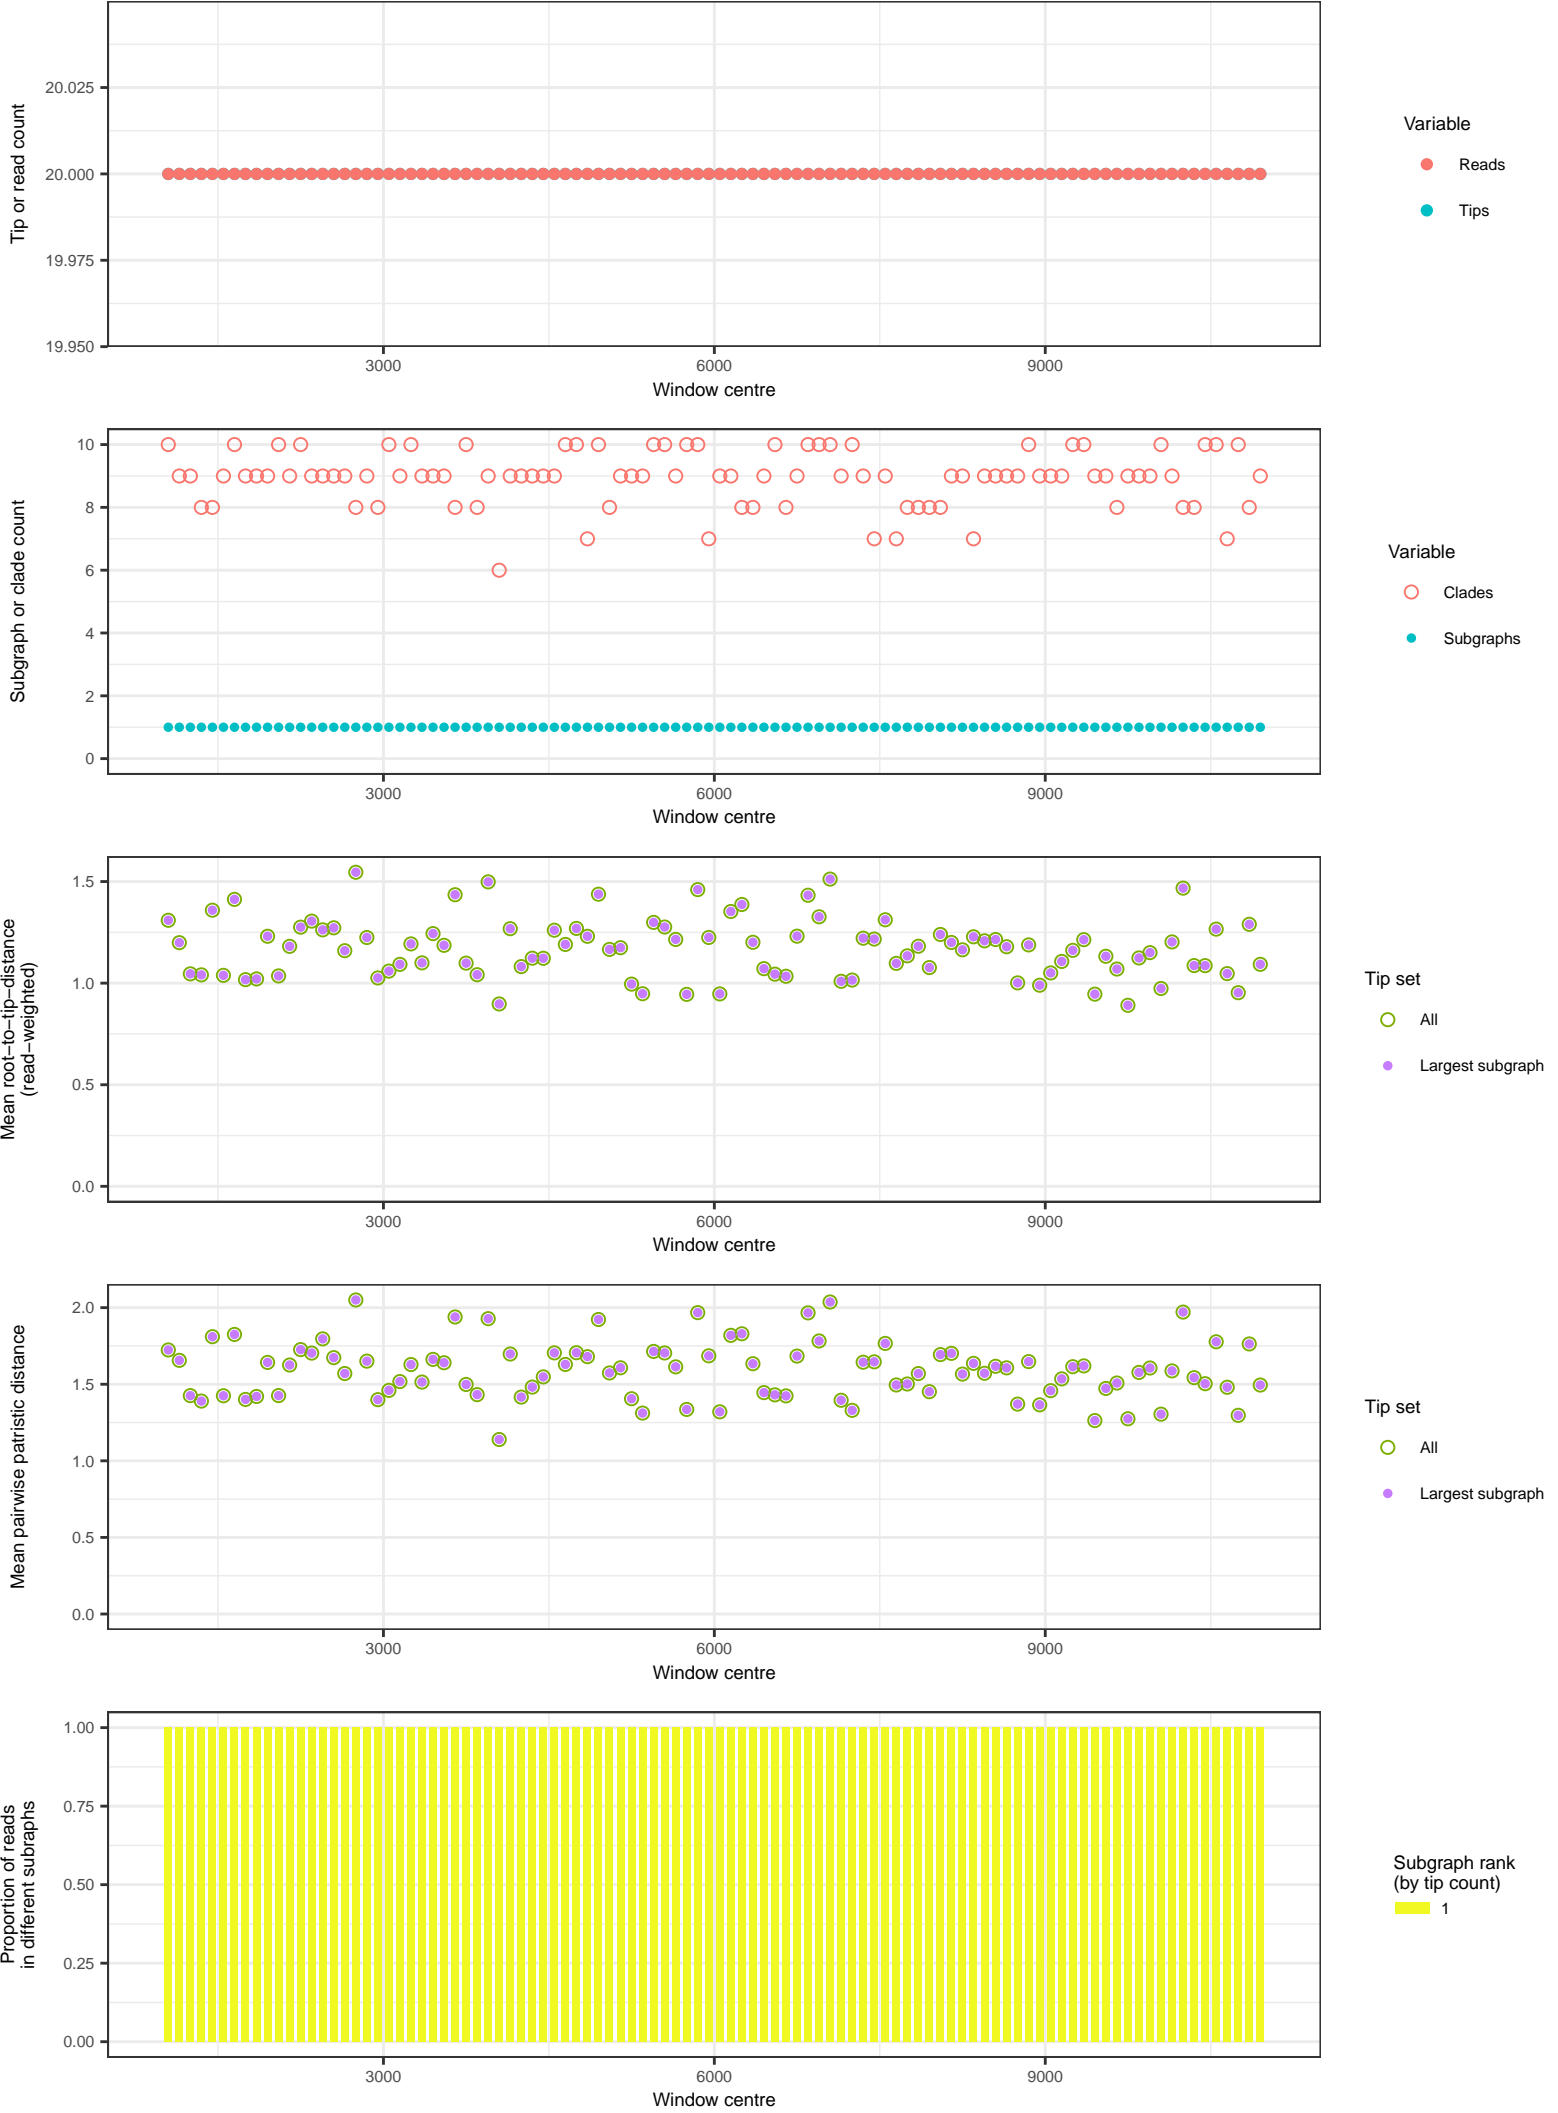 Tip or read count
20.025
20.000
19.975
19.950
3000
6000
9000
Window centre
Variable
Reads
Tips
Subgraph or clade count
10
8
6
4
2
0
3000
6000
9000
Window centre
Variable
Clades
Subgraphs
Mean root−to−tip−distance
(read−weighted)
1.5
1.0
0.5
0.0
3000
6000
9000
Window centre
Tip set
All
Largest subgraph
Mean pairwise patristic distance
2.0
1.5
1.0
0.5
0.0
3000
6000
9000
Window centre
Tip set
All
Largest subgraph
Proportion of reads
in different subraphs
1.00
0.75
0.50
0.25
0.00
3000
6000
9000
Window centre
Subgraph rank
(by tip count)
1